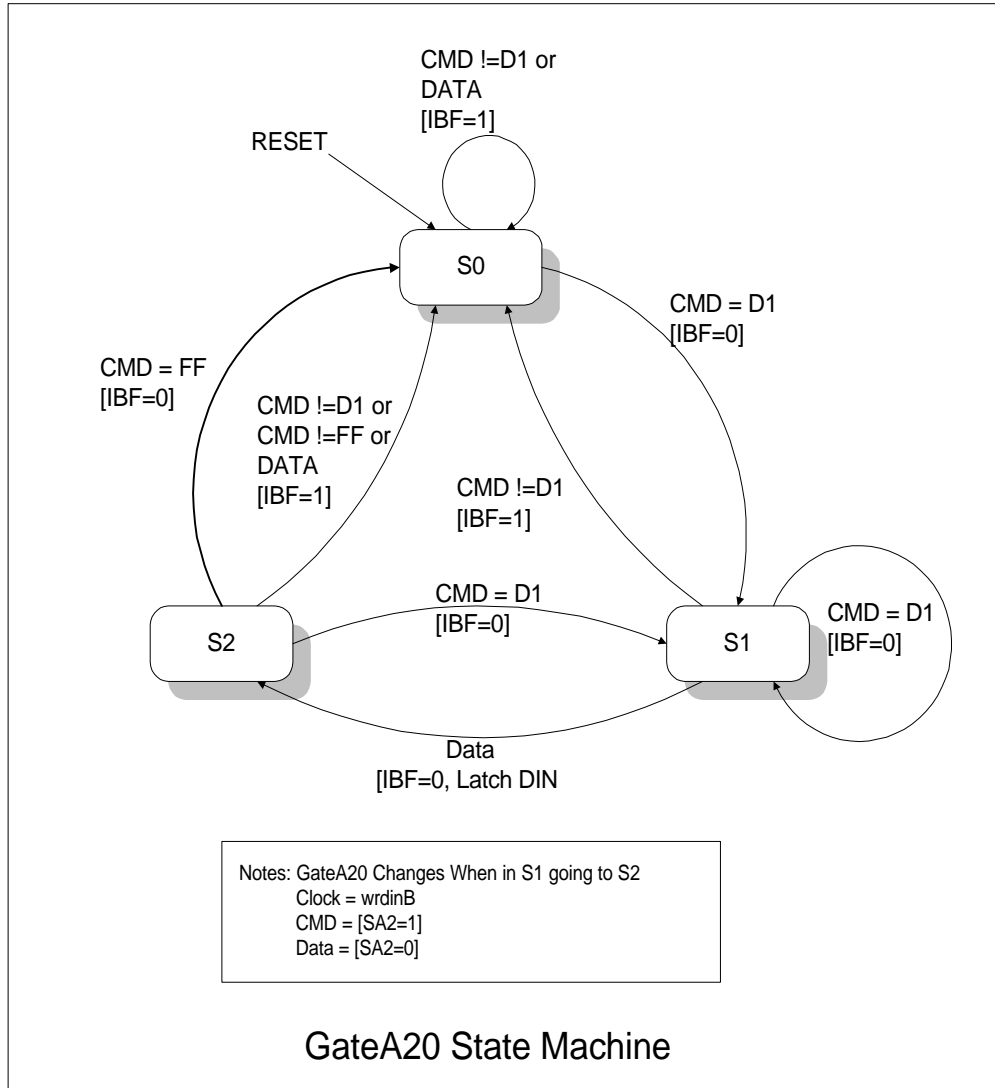 CMD !=D1 or
DATA
[IBF=1]
RESET
S0
CMD = D1
[IBF=0]
CMD = FF
[IBF=0]
CMD !=D1 or
CMD !=FF or
DATA
[IBF=1]
CMD !=D1
[IBF=1]
CMD = D1
[IBF=0]
CMD = D1
[IBF=0]
S2
S1
Data
[IBF=0, Latch DIN
Notes: GateA20 Changes When in S1 going to S2
Clock = wrdinB
CMD = [SA2=1]
Data = [SA2=0]
GateA20 State Machine